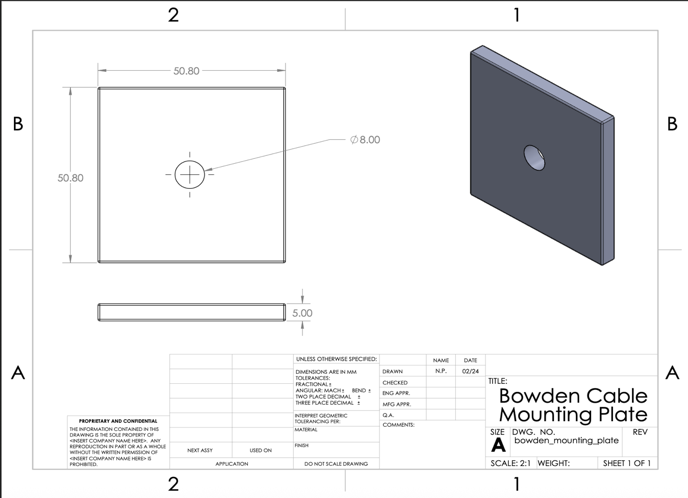 2
1
B
B
50.80
50.80
⌀8.00
5.00
A
A
UNLESS OTHERWISE SPECIFIED:
DIMENSIONS ARE IN MM
TOLERANCES:
FRACTIONAL ±
ANGULAR: MACH ± BEND ±
TWO PLACE DECIMAL ±
THREE PLACE DECIMAL ±
INTERPRET GEOMETRIC
TOLERANCING PER:
MATERIAL
FINISH
DO NOT SCALE DRAWING
NAME DATE
DRAWN N.P. 02/24
CHECKED
ENG APPR.
MFG APPR.
Q.A.
COMMENTS:
TITLE:
Bowden Cable
Mounting Plate
SIZE DWG. NO. REV
A bowden_mounting_plate
SCALE: 2:1 WEIGHT: SHEET 1 OF 1
PROPRIETARY AND CONFIDENTIAL
THE INFORMATION CONTAINED IN THIS
DRAWING IS THE SOLE PROPERTY OF
<INSERT COMPANY NAME HERE>. ANY
REPRODUCTION IN PART OR AS A WHOLE
WITHOUT THE WRITTEN PERMISSION OF
<INSERT COMPANY NAME HERE> IS
PROHIBITED.
NEXT ASSY USED ON
APPLICATION
2
1